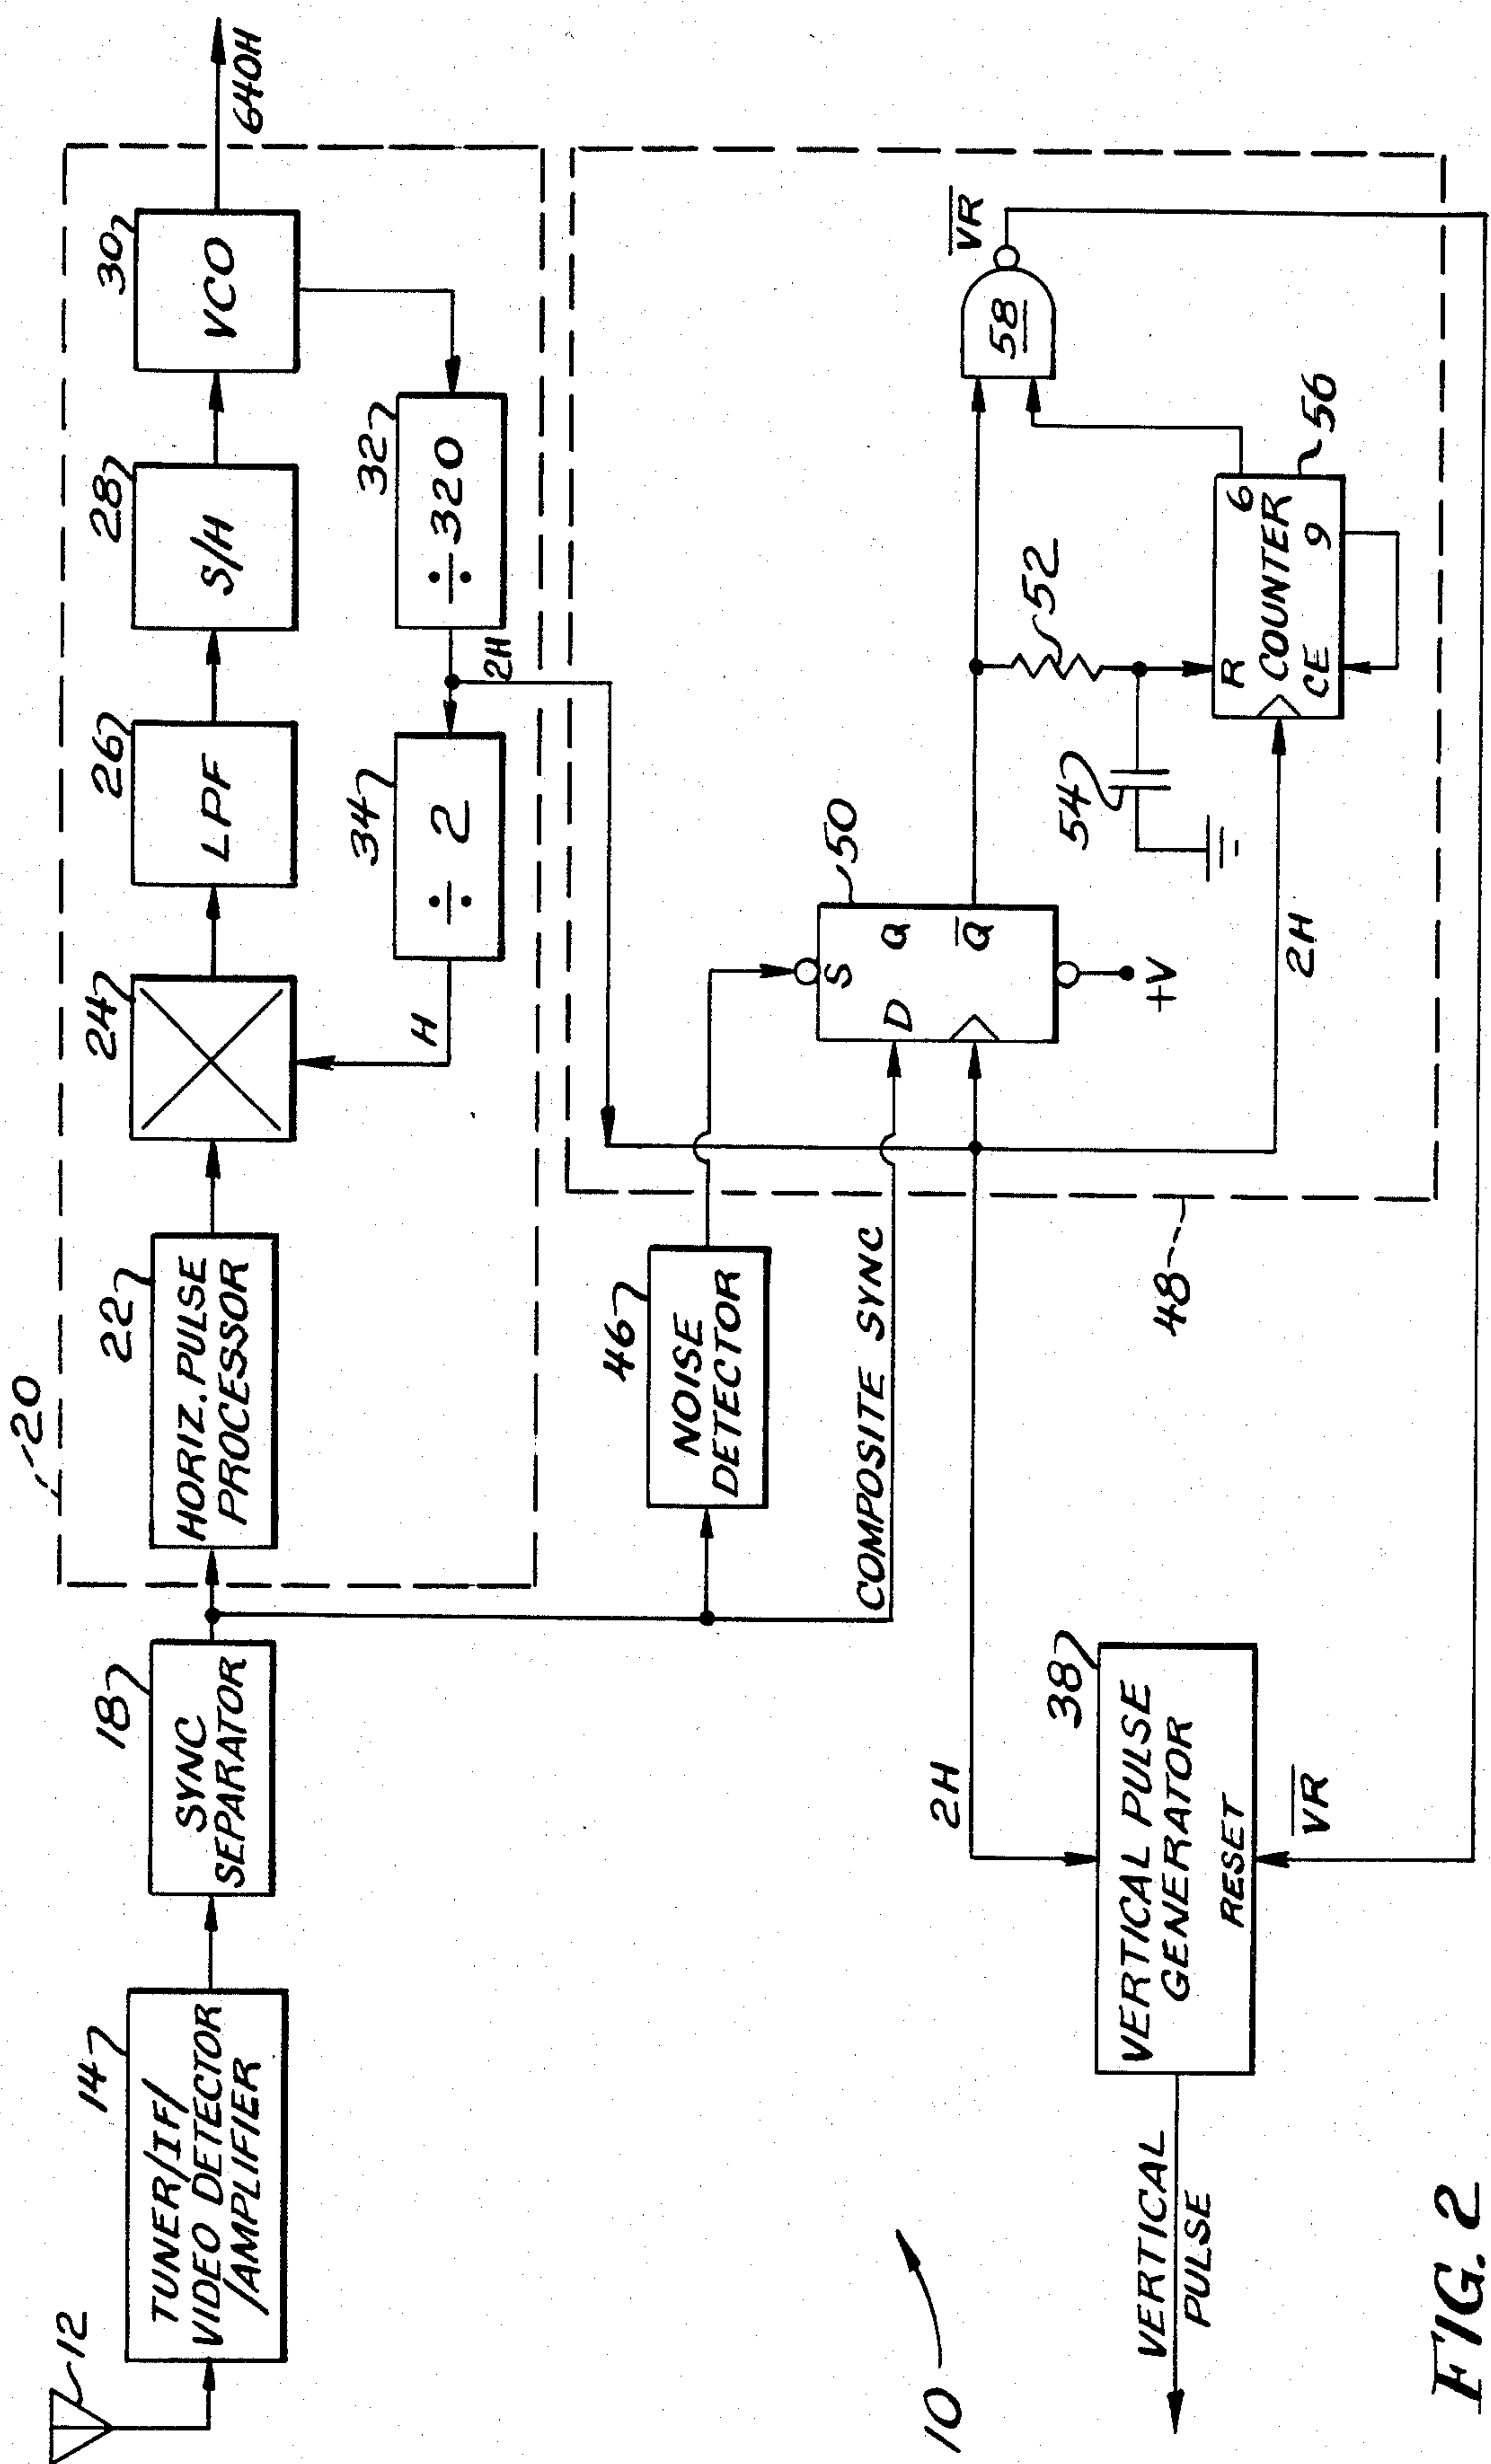 12
14
TUNER/IF/
VIDEO DETECTOR
/AMPLIFIER
18
SYNC
SEPARATOR
20
22
HORIZ. PULSE
PROCESSOR
24
26
LPF
28
S/H
30
VCO
640H
H
34
÷ 2
2H
32
÷ 320
46
NOISE
DETECTOR
COMPOSITE SYNC
50
S
D Q
Q̅
+V
52
54
58
V̅R̅
R 6
COUNTER
CE 9
56
2H
48
2H
38
VERTICAL PULSE
GENERATOR
RESET
V̅R̅
VERTICAL
PULSE
10
FIG. 2